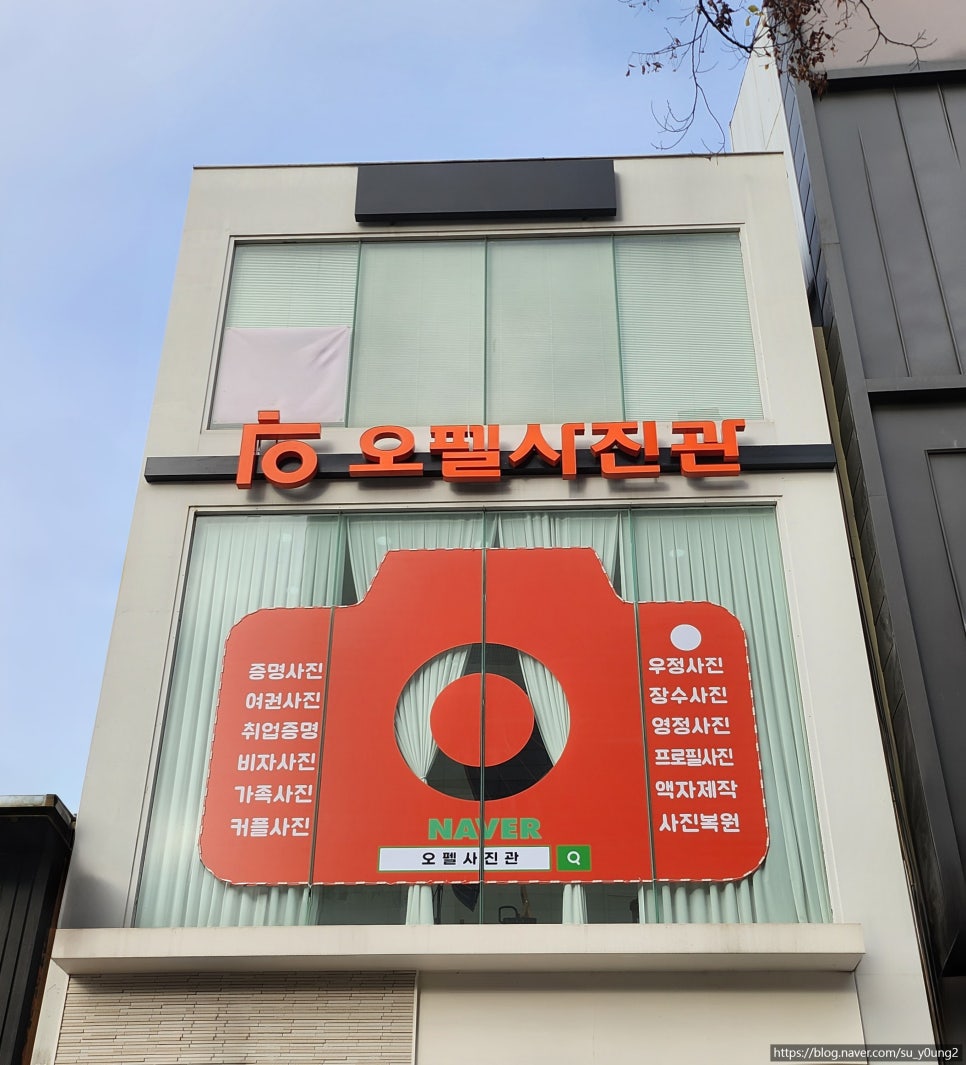 오펠사진관
증명사진
여권사진
취업증명
비자사진
가족사진
커플사진
우정사진
장수사진
영정사진
프로필사진
액자제작
사진복원
NAVER
오펠사진관
https://blog.naver.com/su_y0ung2